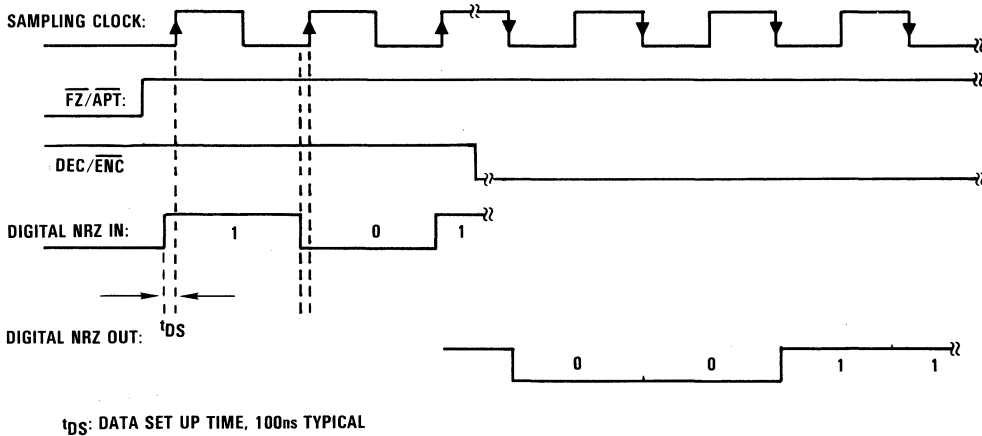 SAMPLING CLOCK:
FZ/APT:
DEC/ENC
DIGITAL NRZ IN: 1 0 1
tDS
DIGITAL NRZ OUT:
0 0 1 1
tDS: DATA SET UP TIME, 100ns TYPICAL